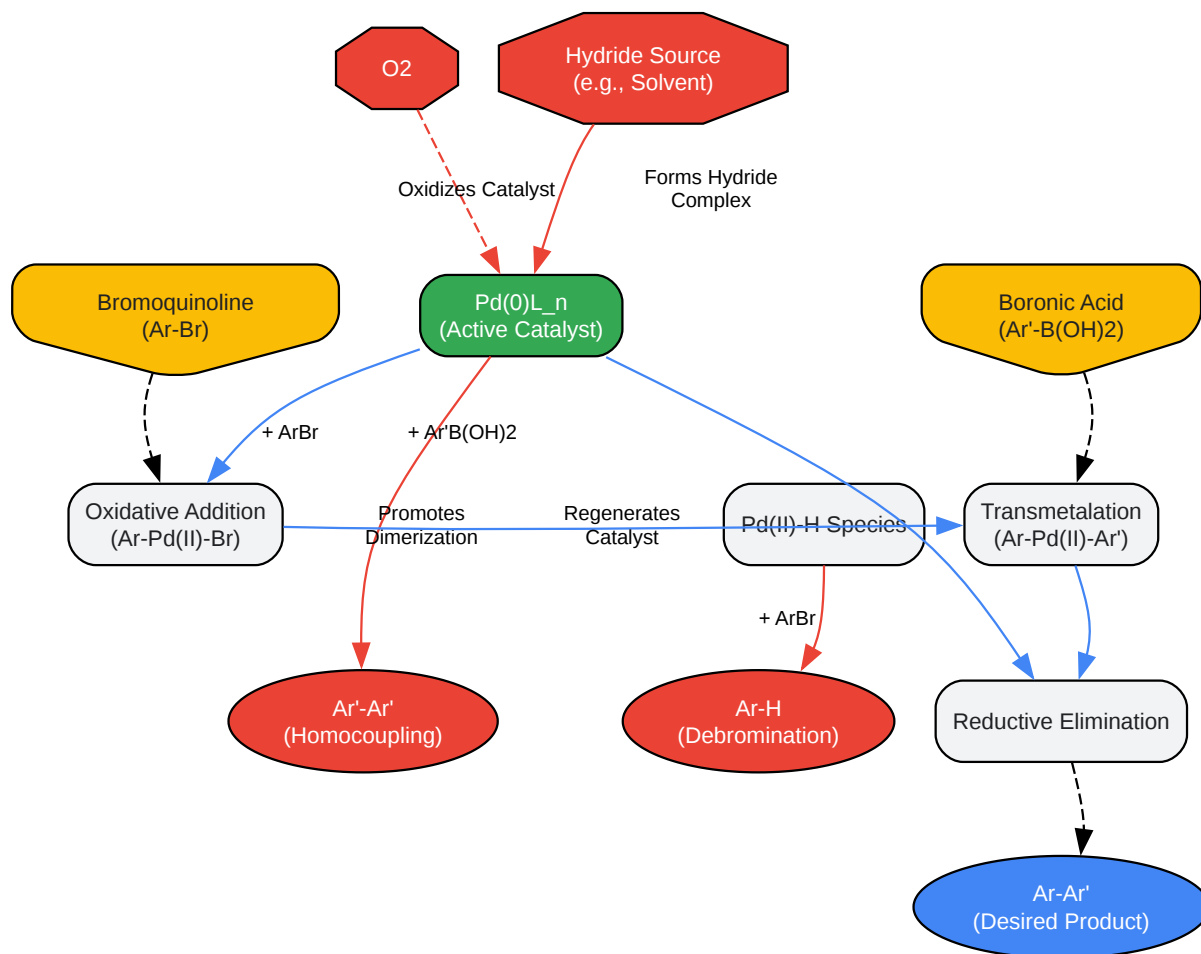 O2
Hydride Source
(e.g., Solvent)
Oxidizes Catalyst
Forms Hydride
Complex
Bromoquinoline
(Ar-Br)
Pd(0)L_n
(Active Catalyst)
Boronic Acid
(Ar'-B(OH)2)
+ ArBr
+ Ar'B(OH)2
Oxidative Addition
(Ar-Pd(II)-Br)
Promotes
Dimerization
Regenerates
Catalyst
Pd(II)-H Species
Transmetalation
(Ar-Pd(II)-Ar')
+ ArBr
Ar'-Ar'
(Homocoupling)
Ar-H
(Debromination)
Reductive Elimination
Ar-Ar'
(Desired Product)